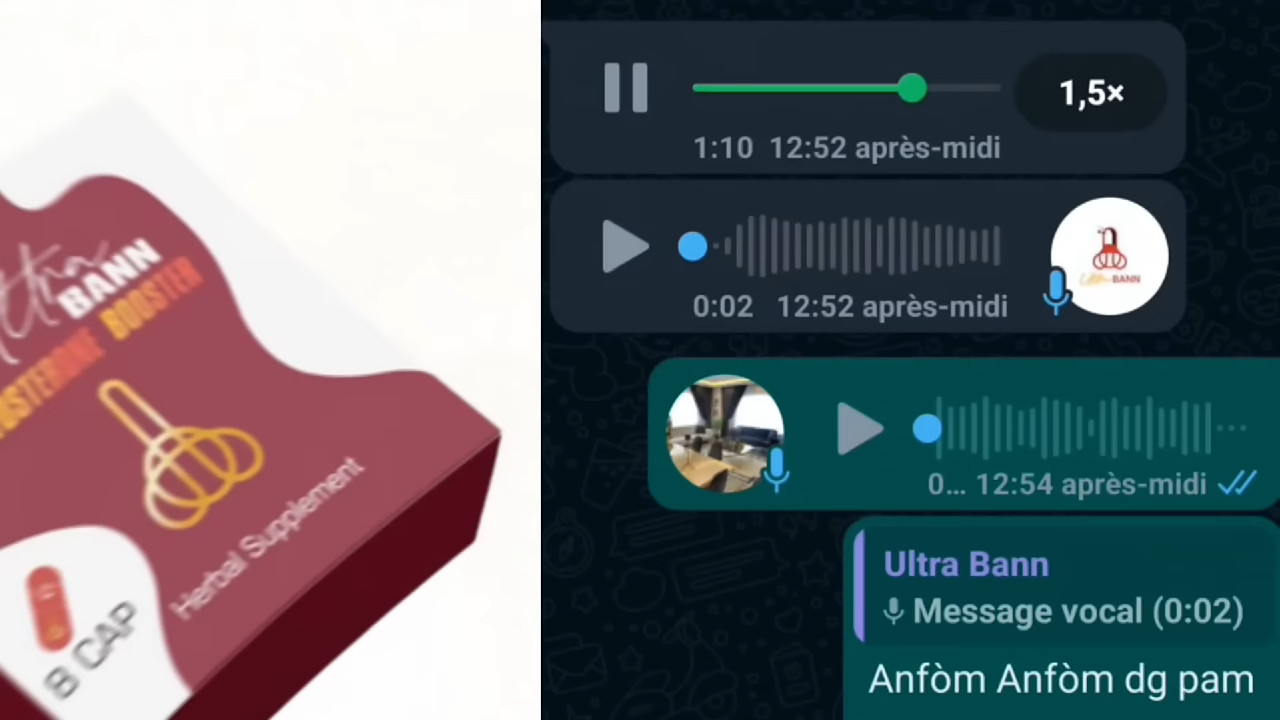 BANN
BOOSTER
Herbal Supplement
8 CAP
1,5×
1:10 12:52 après-midi
BANN
0:02 12:52 après-midi
0... 12:54 après-midi
Ultra Bann
Message vocal (0:02)
Anfòm Anfòm dg pam